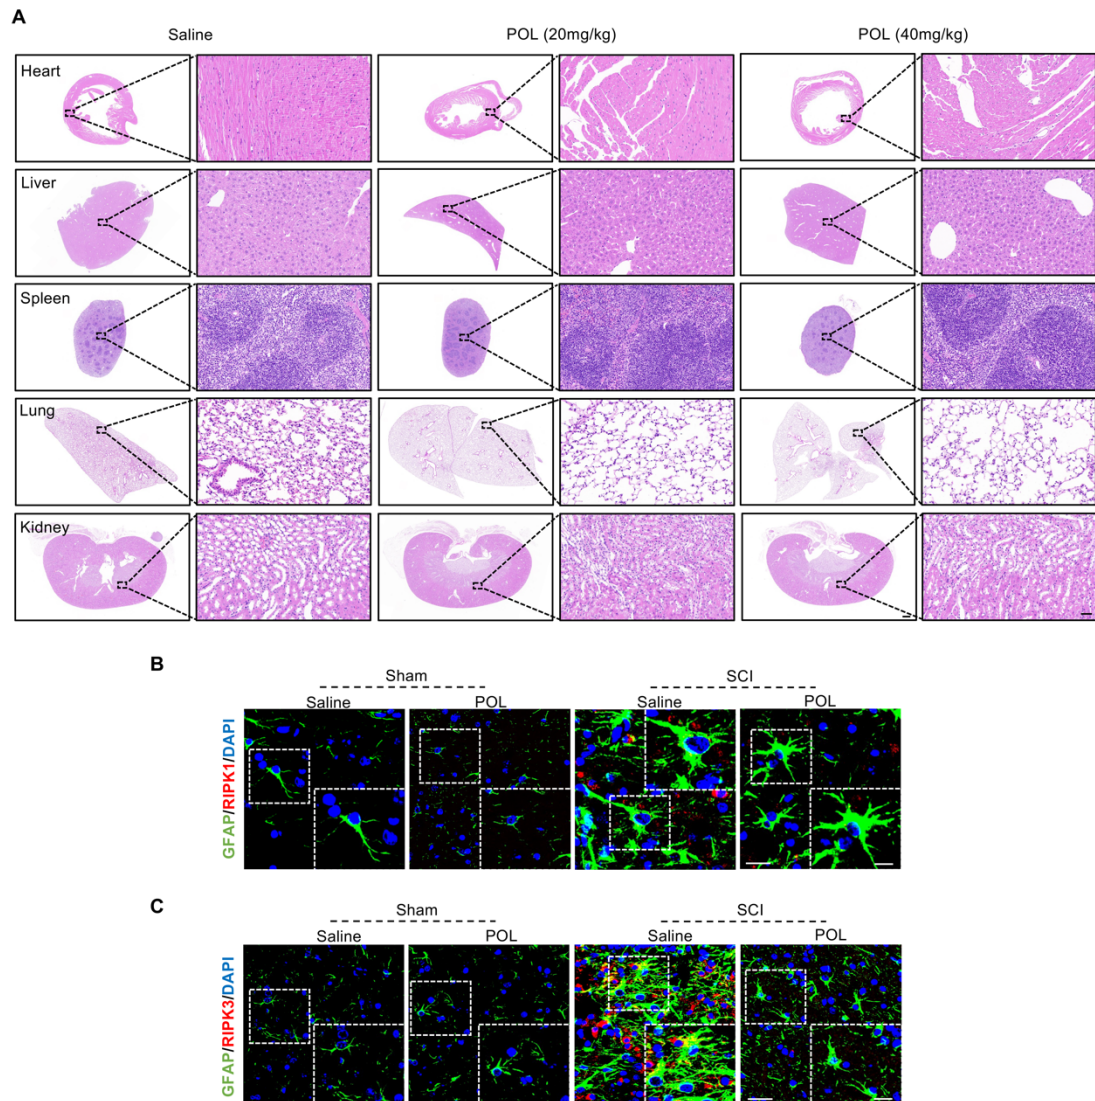 A
Saline POL (20mg/kg) POL (40mg/kg)
Heart
Liver
Spleen
Lung
Kidney
B
Sham SCI
Saline POL Saline POL
GFAP/RIPK1/DAPI
C
Sham SCI
Saline POL Saline POL
GFAP/RIPK3/DAPI